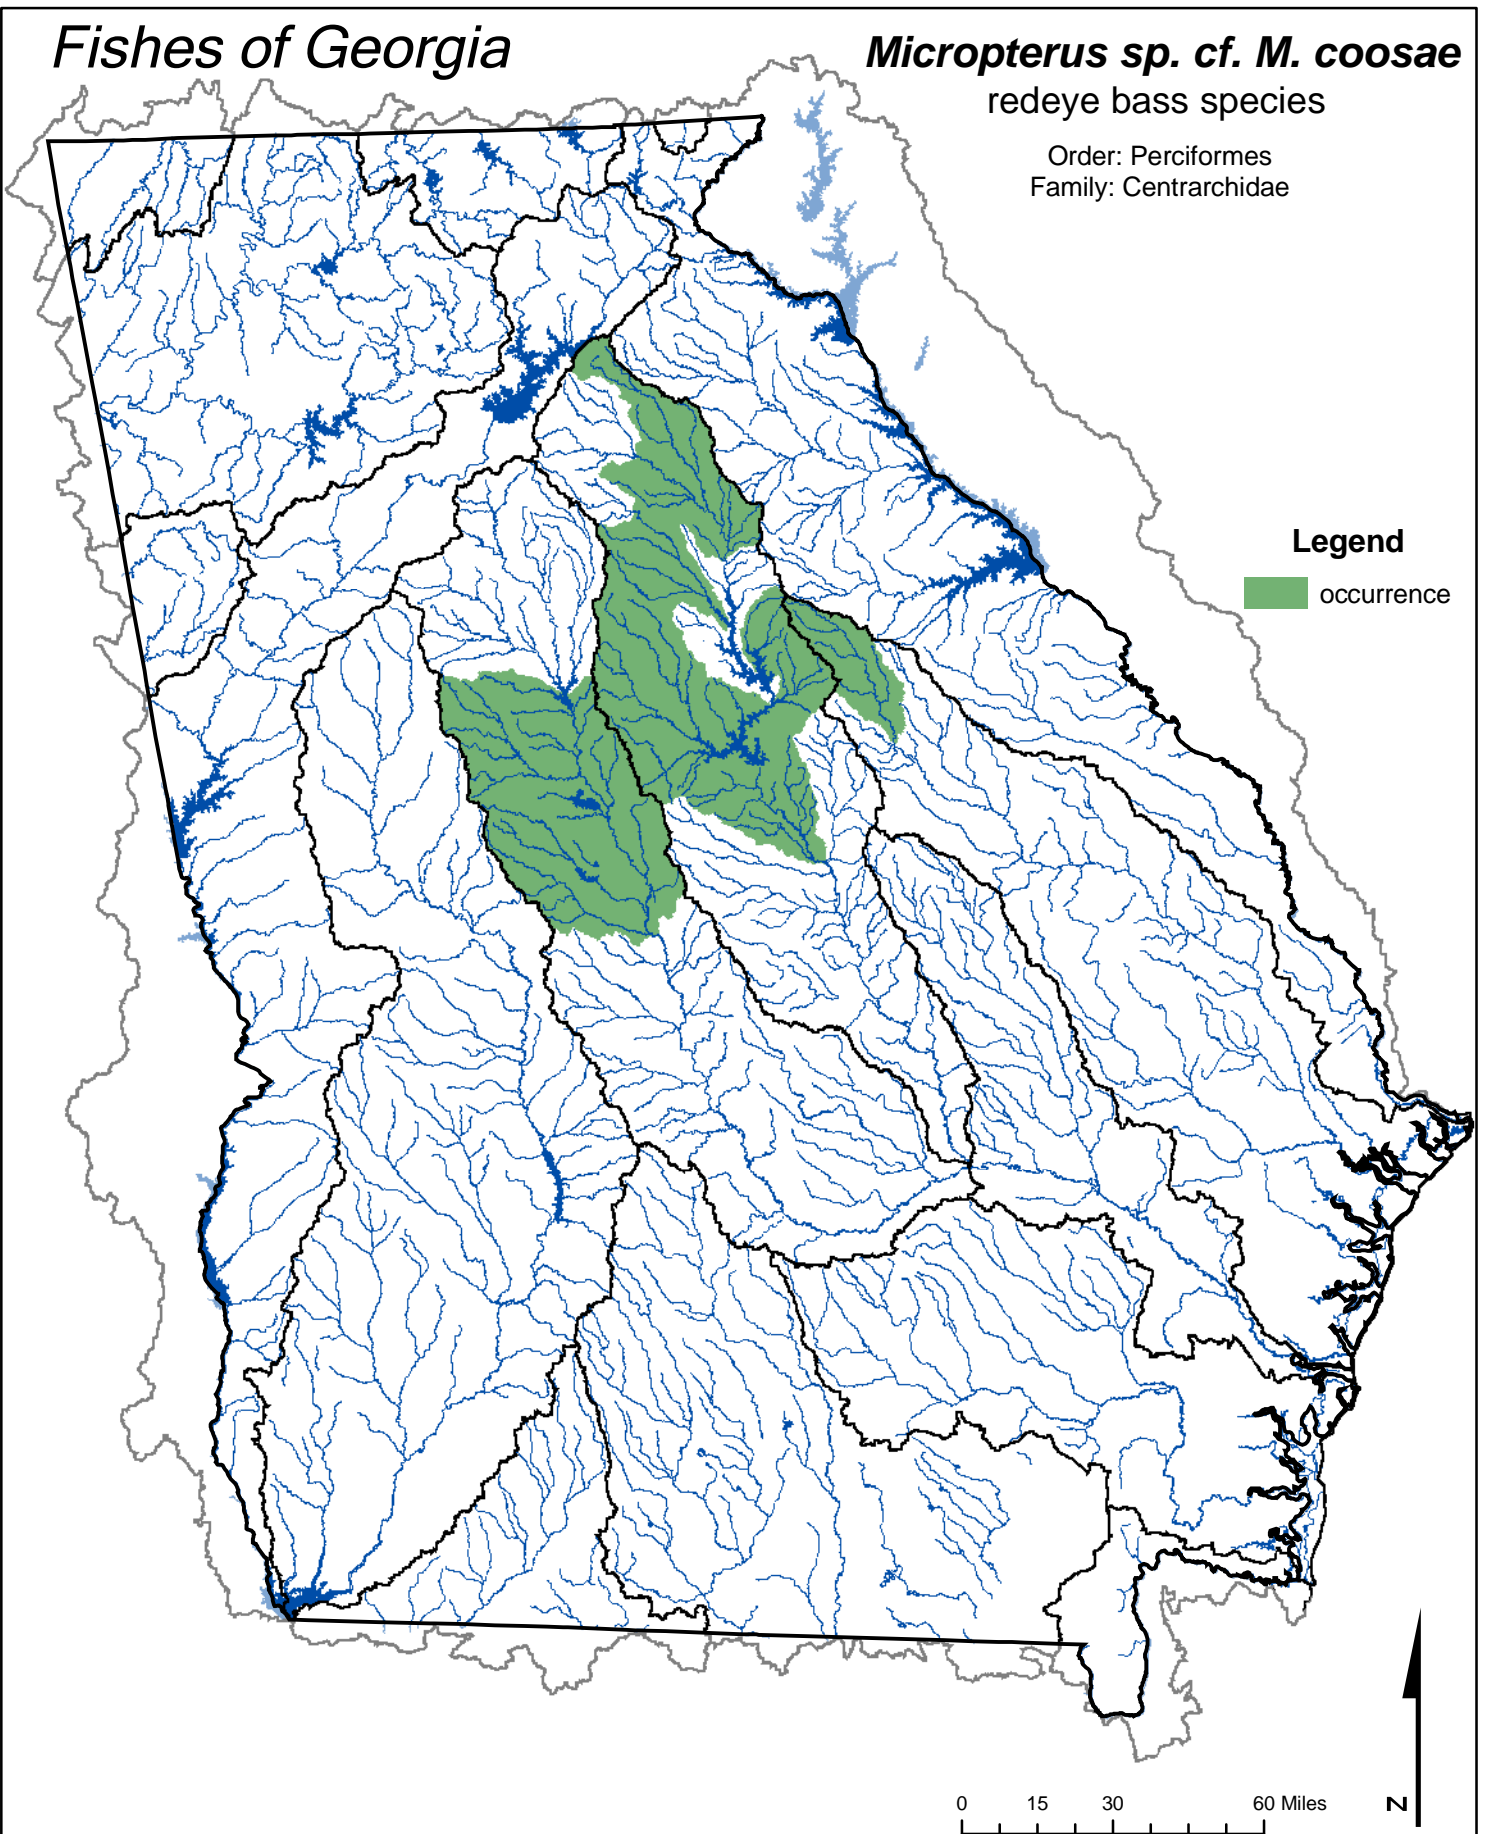 Fishes of Georgia
Micropterus sp. cf. M. coosae
redeye bass species
Order: Perciformes
Family: Centrarchidae
Legend
occurrence
0 15 30 60 Miles
N